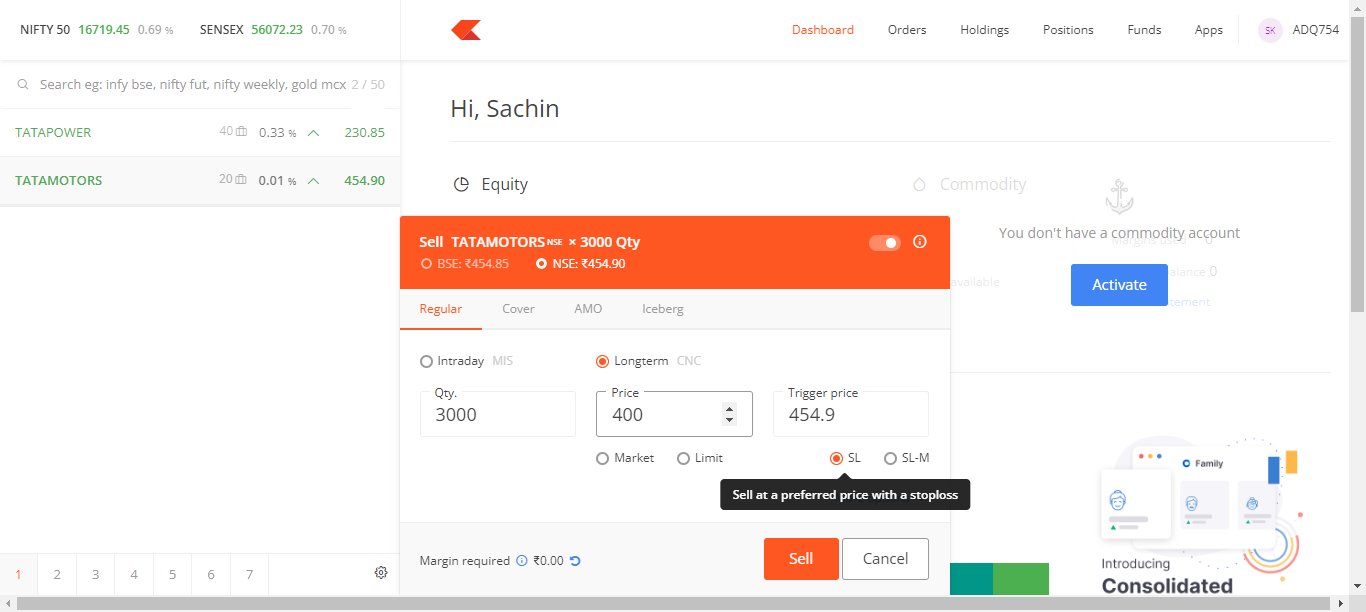 NIFTY 50 16719.45 0.69 % SENSEX 56072.23 0.70 %
Dashboard Orders Holdings Positions Funds Apps SK ADQ754
Search eg: infy bse, nifty fut, nifty weekly, gold mcx 2 / 50
TATAPOWER 40 0.33 % 230.85
TATAMOTORS 20 0.01 % 454.90
Hi, Sachin
Equity
Commodity
You don't have a commodity account
Margins used 0
Activate
available
alance 0
tement
Sell TATAMOTORS NSE × 3000 Qty
BSE: ₹454.85 NSE: ₹454.90
Regular Cover AMO Iceberg
Intraday MIS Longterm CNC
Qty. Price Trigger price
3000 400 454.9
Market Limit SL SL-M
Sell at a preferred price with a stoploss
Margin required ₹0.00
Sell Cancel
Family
Introducing
Consolidated
1 2 3 4 5 6 7